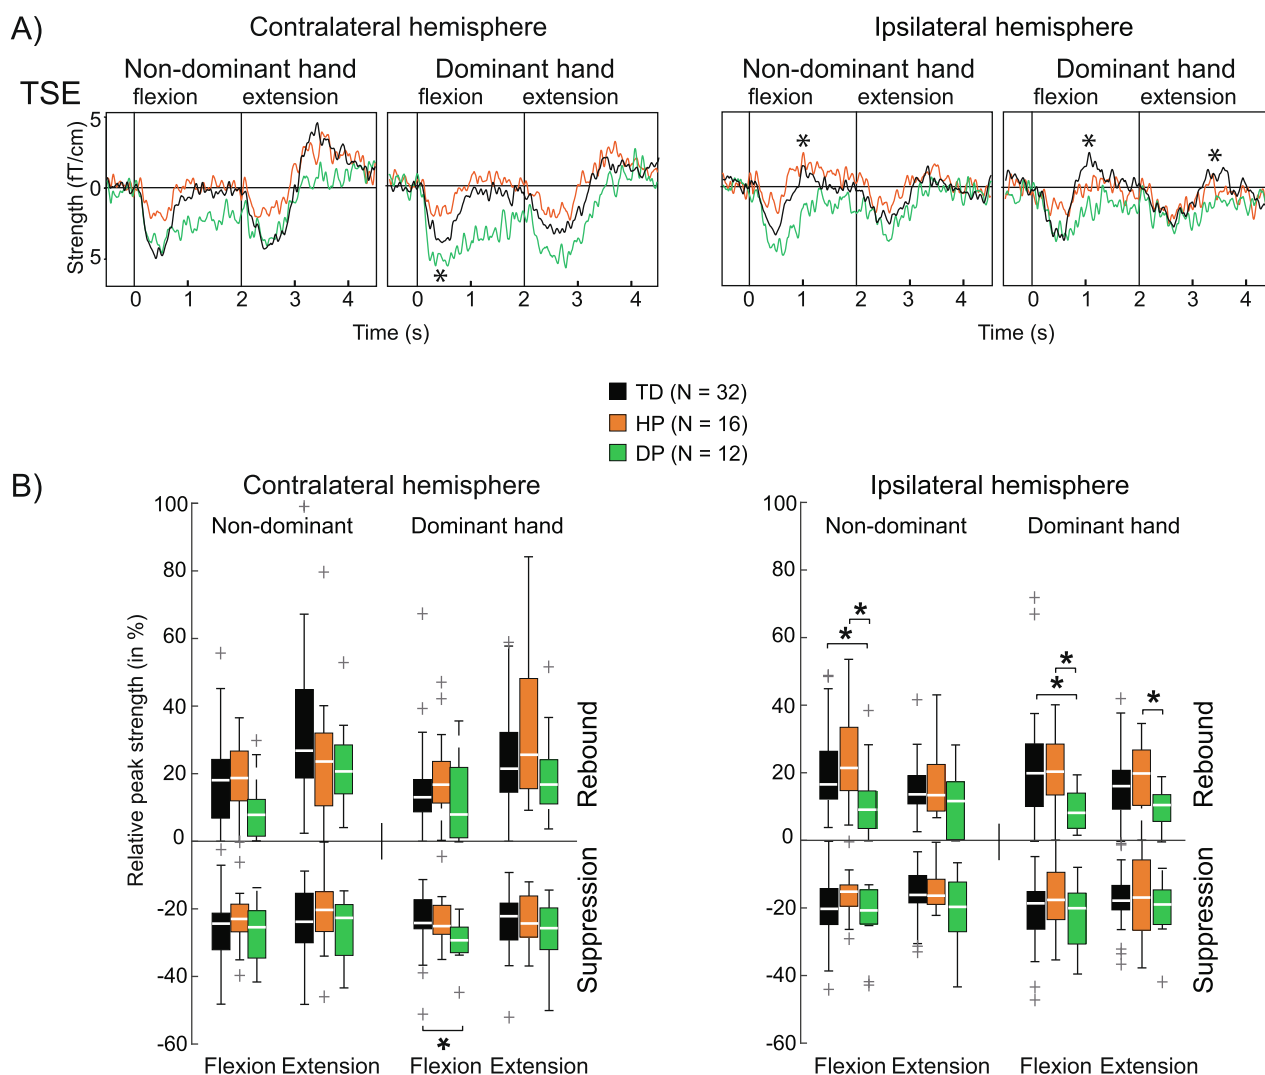 A)
Contralateral hemisphere
Ipsilateral hemisphere
Non-dominant hand
Dominant hand
Non-dominant hand
Dominant hand
TSE
flexion
extension
flexion
extension
flexion
extension
flexion
extension
Strength (fT/cm)
5
0
5
*
*
*
*
0 1 2 3 4
0 1 2 3 4
0 1 2 3 4
0 1 2 3 4
Time (s)
Time (s)
TD (N = 32)
HP (N = 16)
DP (N = 12)
B)
Contralateral hemisphere
Ipsilateral hemisphere
Non-dominant
Dominant hand
Non-dominant
Dominant hand
Relative peak strength (in %)
100
80
60
40
20
0
-20
-40
-60
100
80
60
40
20
0
-20
-40
-60
*
*
*
*
*
*
Rebound
Suppression
Rebound
Suppression
Flexion Extension
Flexion Extension
Flexion Extension
Flexion Extension